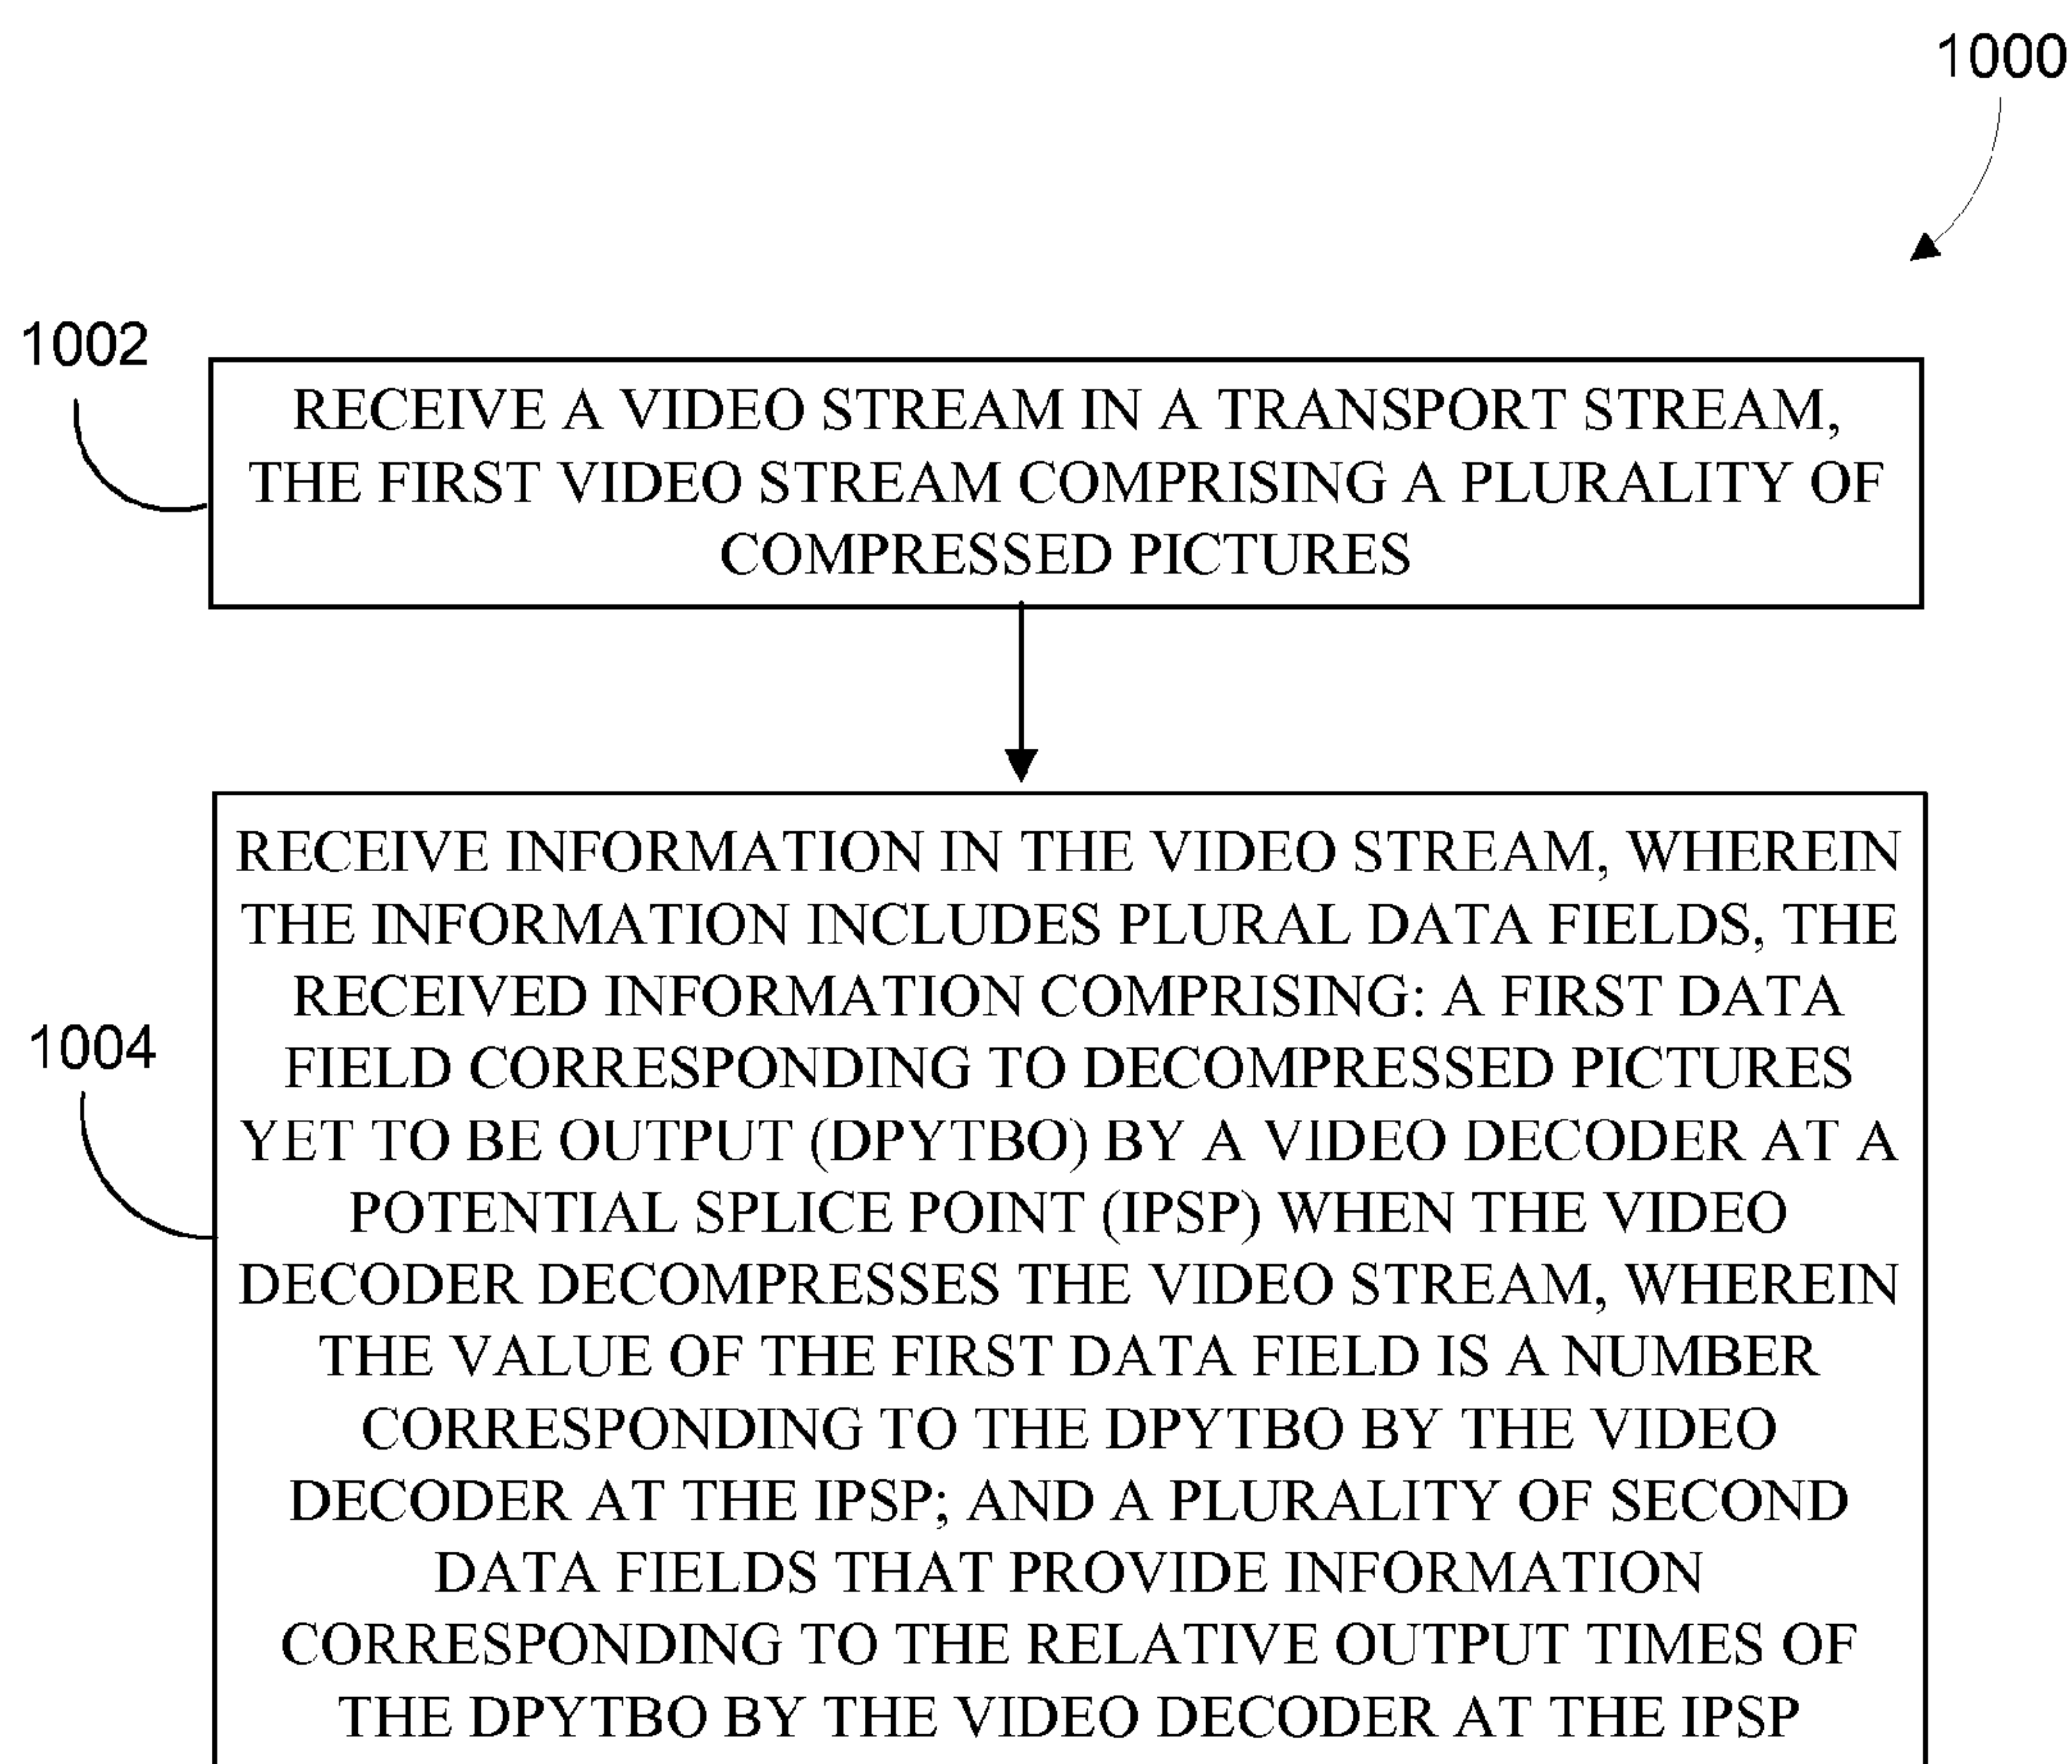 1000
1002
RECEIVE A VIDEO STREAM IN A TRANSPORT STREAM,
THE FIRST VIDEO STREAM COMPRISING A PLURALITY OF
COMPRESSED PICTURES
1004
RECEIVE INFORMATION IN THE VIDEO STREAM, WHEREIN
THE INFORMATION INCLUDES PLURAL DATA FIELDS, THE
RECEIVED INFORMATION COMPRISING: A FIRST DATA
FIELD CORRESPONDING TO DECOMPRESSED PICTURES
YET TO BE OUTPUT (DPYTBO) BY A VIDEO DECODER AT A
POTENTIAL SPLICE POINT (IPSP) WHEN THE VIDEO
DECODER DECOMPRESSES THE VIDEO STREAM, WHEREIN
THE VALUE OF THE FIRST DATA FIELD IS A NUMBER
CORRESPONDING TO THE DPYTBO BY THE VIDEO
DECODER AT THE IPSP; AND A PLURALITY OF SECOND
DATA FIELDS THAT PROVIDE INFORMATION
CORRESPONDING TO THE RELATIVE OUTPUT TIMES OF
THE DPYTBO BY THE VIDEO DECODER AT THE IPSP